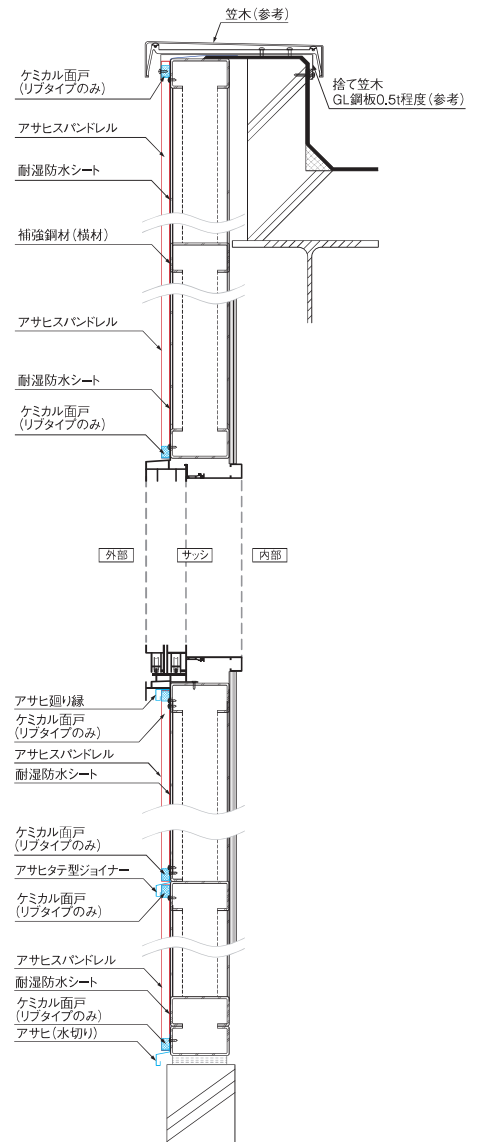 笠木(参考)
ケミカル面戸
(リブタイプのみ)
捨て笠木
GL鋼板0.5t程度(参考)
アサヒスパンドレル
耐湿防水シート
補強鋼材(横材)
アサヒスパンドレル
耐湿防水シート
ケミカル面戸
(リブタイプのみ)
外部
サッシ
内部
アサヒ廻り縁
ケミカル面戸
(リブタイプのみ)
アサヒスパンドレル
耐湿防水シート
ケミカル面戸
(リブタイプのみ)
アサヒタテ型ジョイナー
ケミカル面戸
(リブタイプのみ)
アサヒスパンドレル
耐湿防水シート
ケミカル面戸
(リブタイプのみ)
アサヒ(水切り)